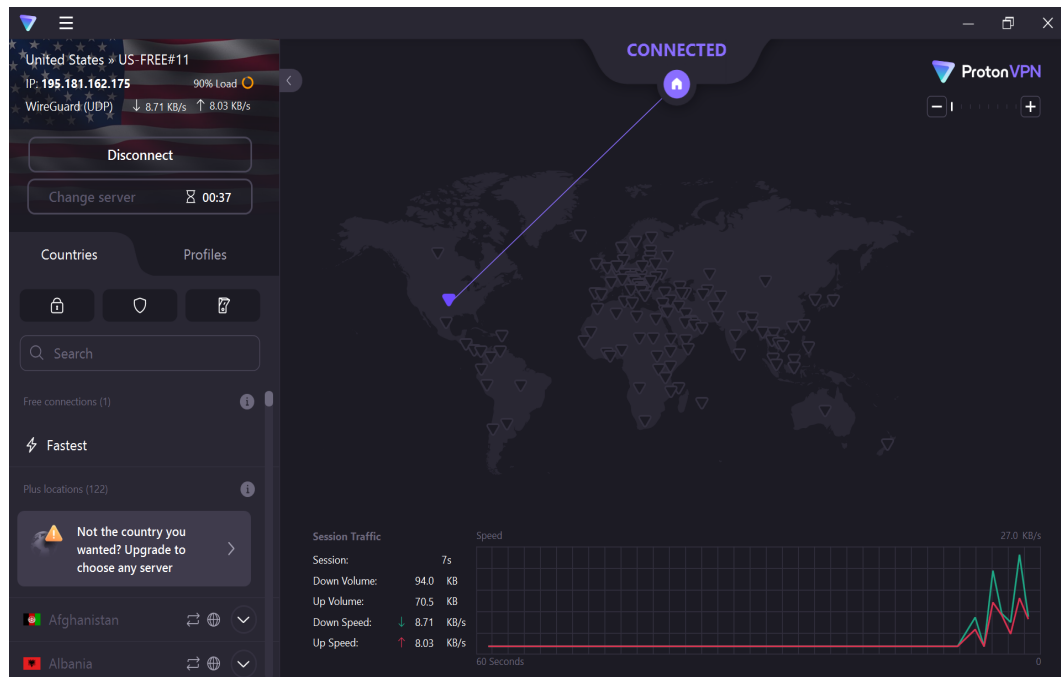 United States » US-FREE#11
IP: 195.181.162.175 90% Load
WireGuard (UDP) ↓ 8.71 KB/s ↑ 8.03 KB/s
Disconnect
Change server 00:37
Countries Profiles
Search
Free connections (1)
Fastest
Plus locations (122)
Not the country you
wanted? Upgrade to
choose any server
Afghanistan
Albania
CONNECTED
ProtonVPN
Session Traffic
Session: 7s
Down Volume: 94.0 KB
Up Volume: 70.5 KB
Down Speed: ↓ 8.71 KB/s
Up Speed: ↑ 8.03 KB/s
Speed 27.0 KB/s
60 Seconds 0